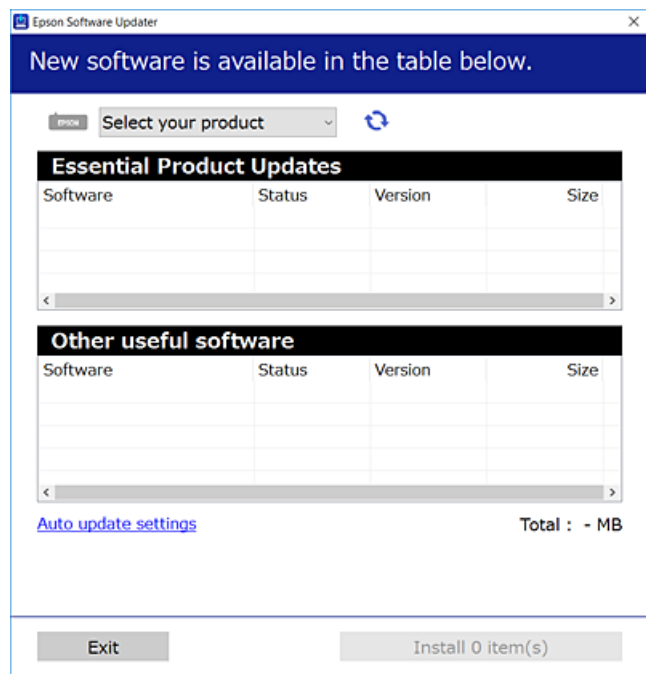 Epson Software Updater
New software is available in the table below.
EPSON Select your product
Essential Product Updates
Software Status Version Size
Other useful software
Software Status Version Size
Auto update settings Total : - MB
Exit Install 0 item(s)